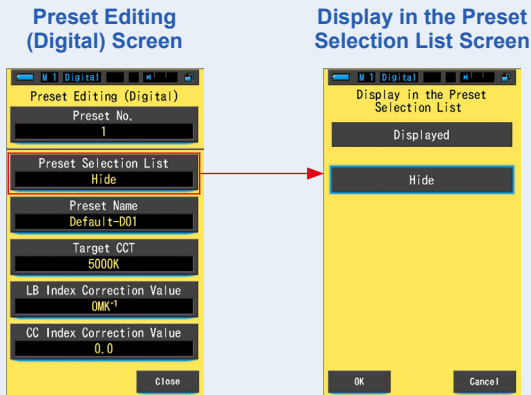 Preset Editing
(Digital) Screen
M 1 Digital
Preset Editing (Digital)
Preset No.
1
Preset Selection List
Hide
Preset Name
Default-D01
Target CCT
5000K
LB Index Correction Value
0MK⁻¹
CC Index Correction Value
0.0
Close
Display in the Preset
Selection List Screen
M 1 Digital
Display in the Preset
Selection List
Displayed
Hide
OK
Cancel